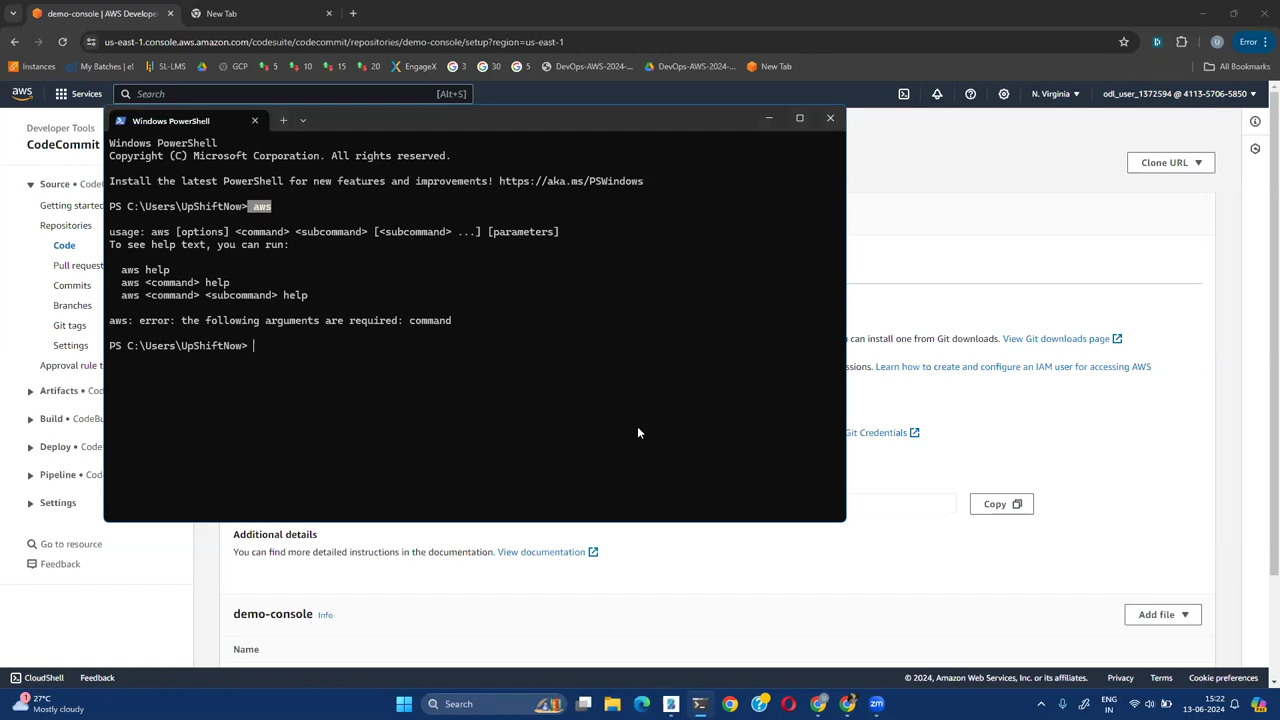 demo-console | AWS Develope
New Tab
us-east-1.console.aws.amazon.com/codesuite/codecommit/repositories/demo-console/setup?region=us-east-1
Error
Instances
My Batches | e!
SL-LMS
GCP
5
10
15
20
EngageX
3
30
5
DevOps-AWS-2024-...
DevOps-AWS-2024-...
New Tab
All Bookmarks
aws
Services
Search
[Alt+S]
N. Virginia
odl_user_1372594 @ 4113-5706-5850
Developer Tools
CodeCommit
Source • CodeC
Getting started
Repositories
Code
Pull request
Commits
Branches
Git tags
Settings
Approval rule t
Artifacts • Cod
Build • CodeBu
Deploy • Code
Pipeline • Cod
Settings
Go to resource
Feedback
Windows PowerShell
Windows PowerShell
Copyright (C) Microsoft Corporation. All rights reserved.
Install the latest PowerShell for new features and improvements! https://aka.ms/PSWindows
PS C:\Users\UpShiftNow> aws
usage: aws [options] <command> <subcommand> [<subcommand> ...] [parameters]
To see help text, you can run:
aws help
aws <command> help
aws <command> <subcommand> help
aws: error: the following arguments are required: command
PS C:\Users\UpShiftNow>
Clone URL
can install one from Git downloads. View Git downloads page
ssions. Learn how to create and configure an IAM user for accessing AWS
Git Credentials
Copy
Additional details
You can find more detailed instructions in the documentation. View documentation
demo-console Info
Add file
Name
CloudShell
Feedback
© 2024, Amazon Web Services, Inc. or its affiliates.
Privacy
Terms
Cookie preferences
1
27°C
Mostly cloudy
Search
ENG
IN
15:22
13-06-2024